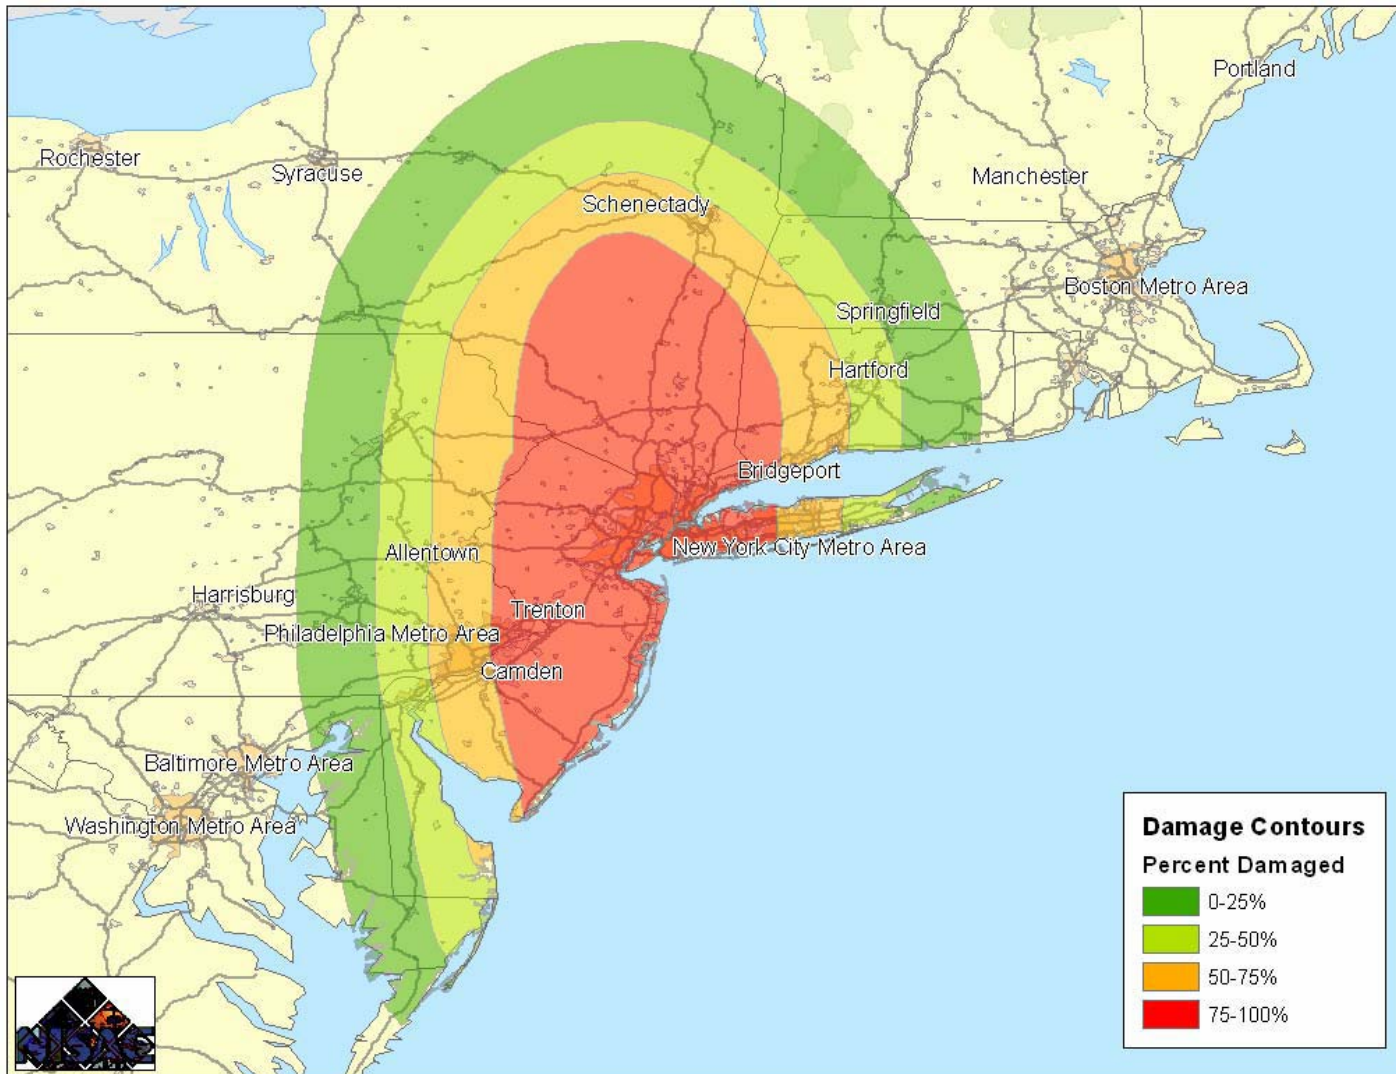 Portland
Rochester
Syracuse
Manchester
Schenectady
Boston Metro Area
Springfield
Hartford
Bridgeport
New York City Metro Area
Allentown
Harrisburg
Trenton
Philadelphia Metro Area
Camden
Baltimore Metro Area
Washington Metro Area
Damage Contours
Percent Damaged
0-25%
25-50%
50-75%
75-100%
NISAC